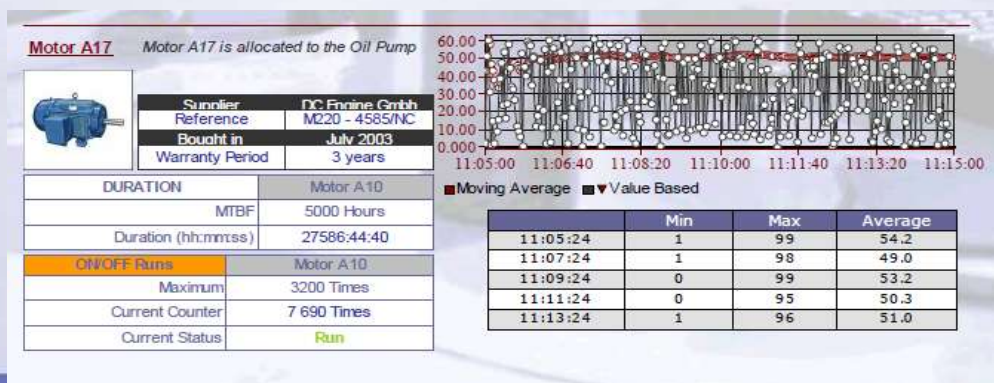 Motor A17 Motor A17 is allocated to the Oil Pump
Supplier DC Engine Gmbh
Reference M220 - 4585/NC
Bought in July 2003
Warranty Period 3 years
DURATION Motor A10
MTBF 5000 Hours
Duration (hh:mm:ss) 27586:44:40
ON/OFF Runs Motor A10
Maximum 3200 Times
Current Counter 7 690 Times
Current Status Run
60.00
50.00
40.00
30.00
20.00
10.00
0.000
11:05:00 11:06:40 11:08:20 11:10:00 11:11:40 11:13:20 11:15:00
Moving Average Value Based
Min Max Average
11:05:24 1 99 54.2
11:07:24 1 98 49.0
11:09:24 0 99 53.2
11:11:24 0 95 50.3
11:13:24 1 96 51.0